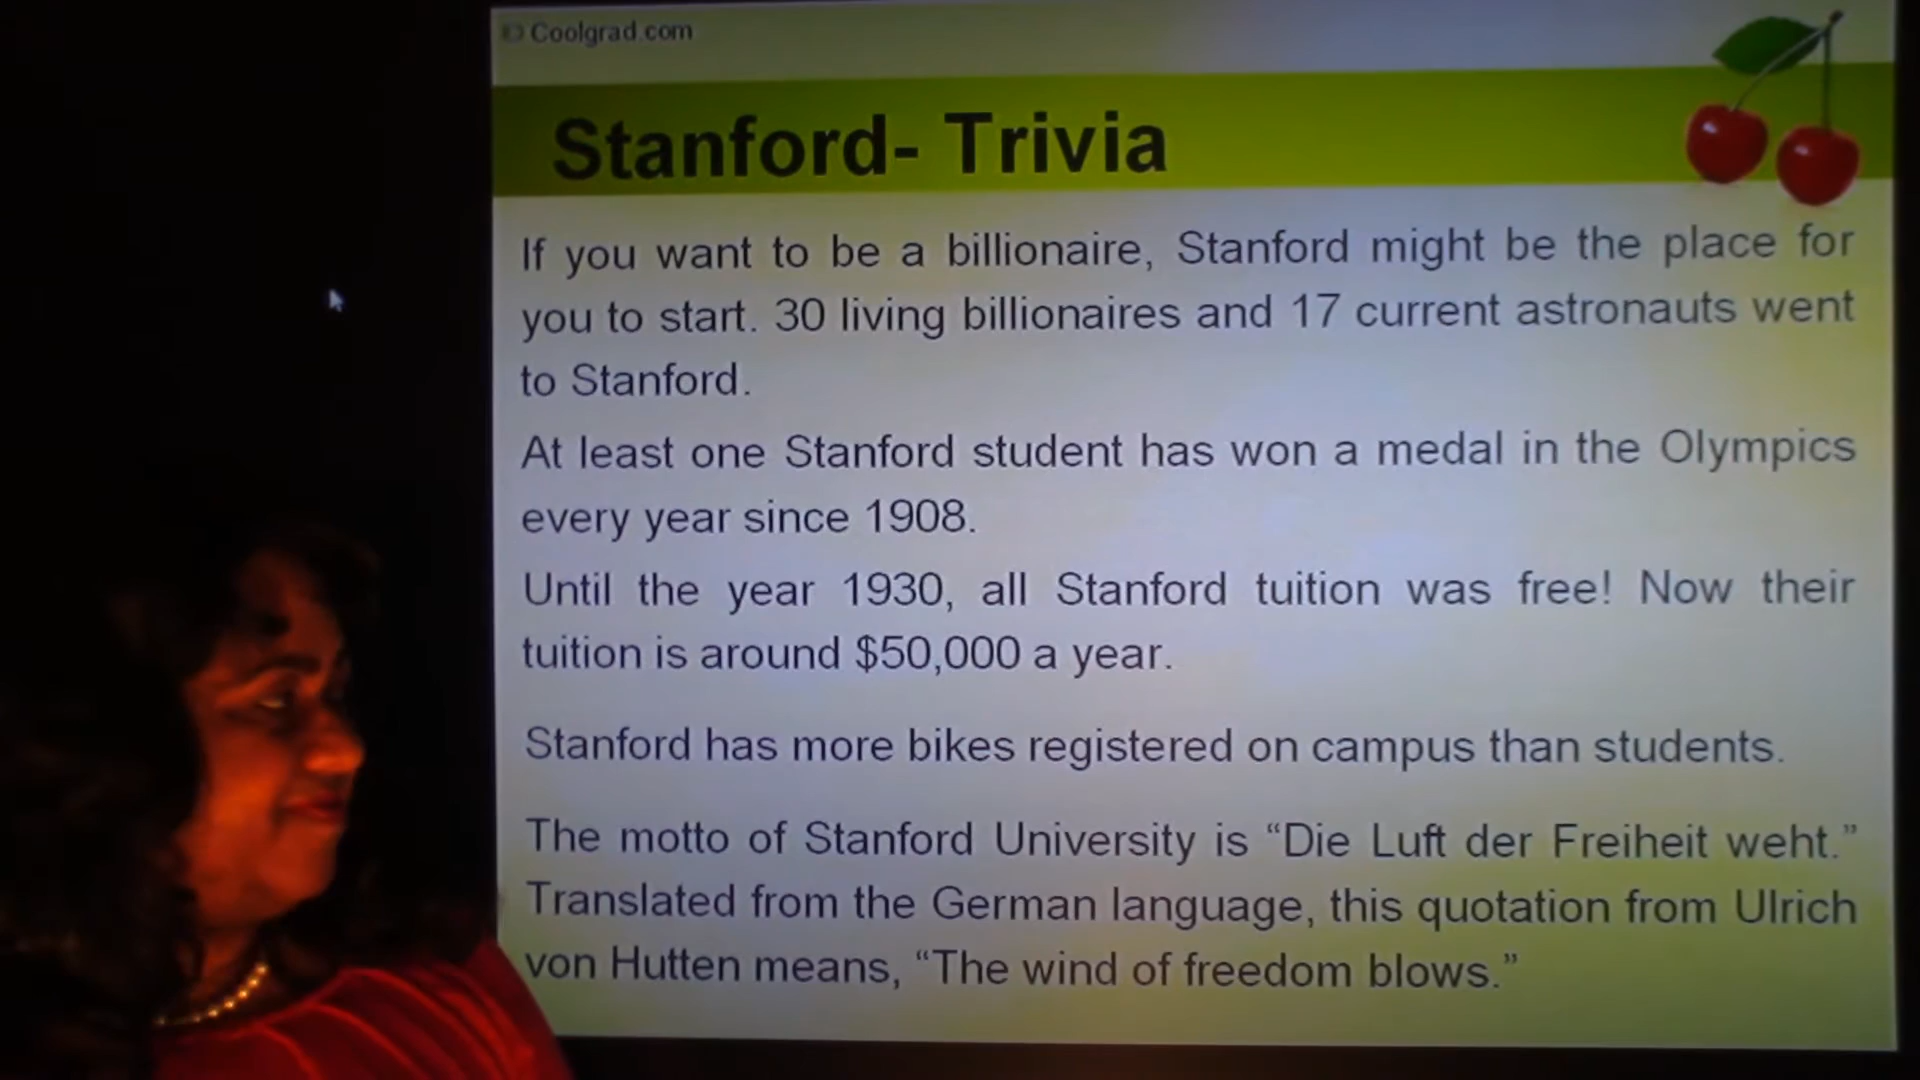 © Coolgrad.com
Stanford- Trivia
If you want to be a billionaire, Stanford might be the place for
you to start. 30 living billionaires and 17 current astronauts went
to Stanford.
At least one Stanford student has won a medal in the Olympics
every year since 1908.
Until the year 1930, all Stanford tuition was free! Now their
tuition is around $50,000 a year.
Stanford has more bikes registered on campus than students.
The motto of Stanford University is “Die Luft der Freiheit weht.”
Translated from the German language, this quotation from Ulrich
von Hutten means, “The wind of freedom blows.”